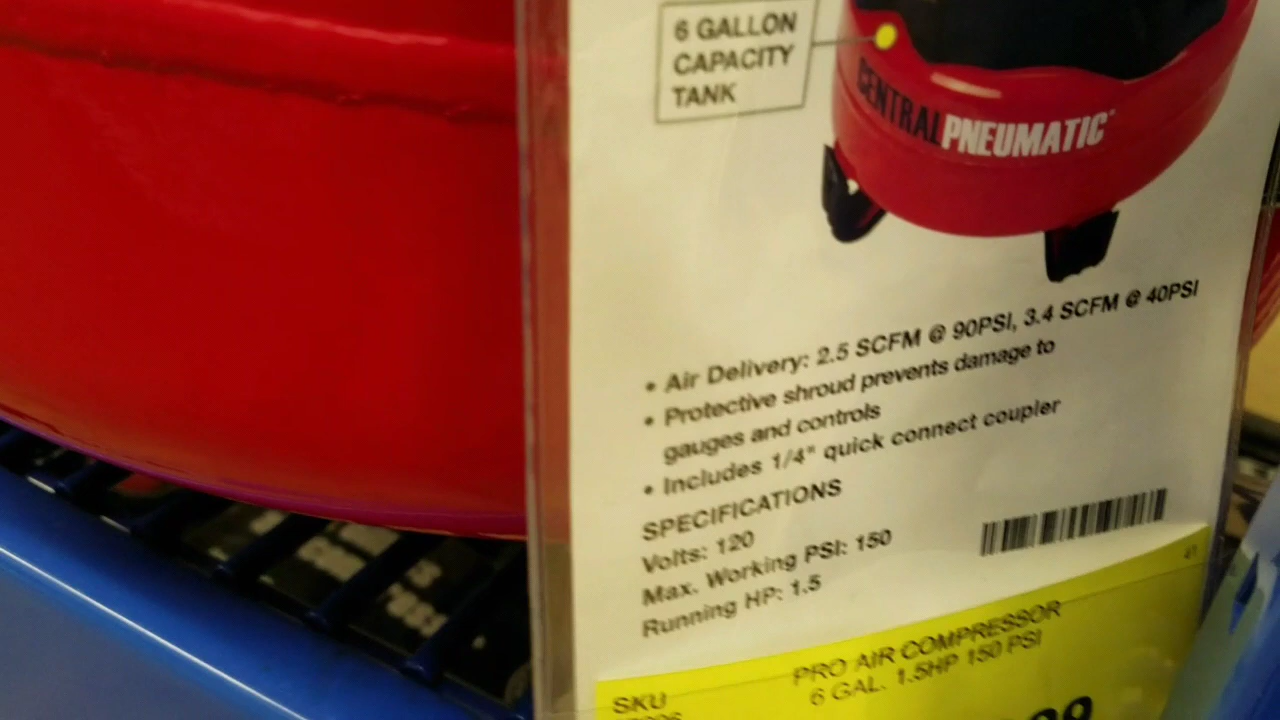 6 GALLON
CAPACITY
TANK
CENTRALPNEUMATIC
• Air Delivery: 2.5 SCFM @ 90PSI, 3.4 SCFM @ 40PSI
• Protective shroud prevents damage to
gauges and controls
• Includes 1/4" quick connect coupler
SPECIFICATIONS
Volts: 120
Max. Working PSI: 150
Running HP: 1.5
41
PRO AIR COMPRESSOR
6 GAL. 1.5HP 150 PSI
SKU